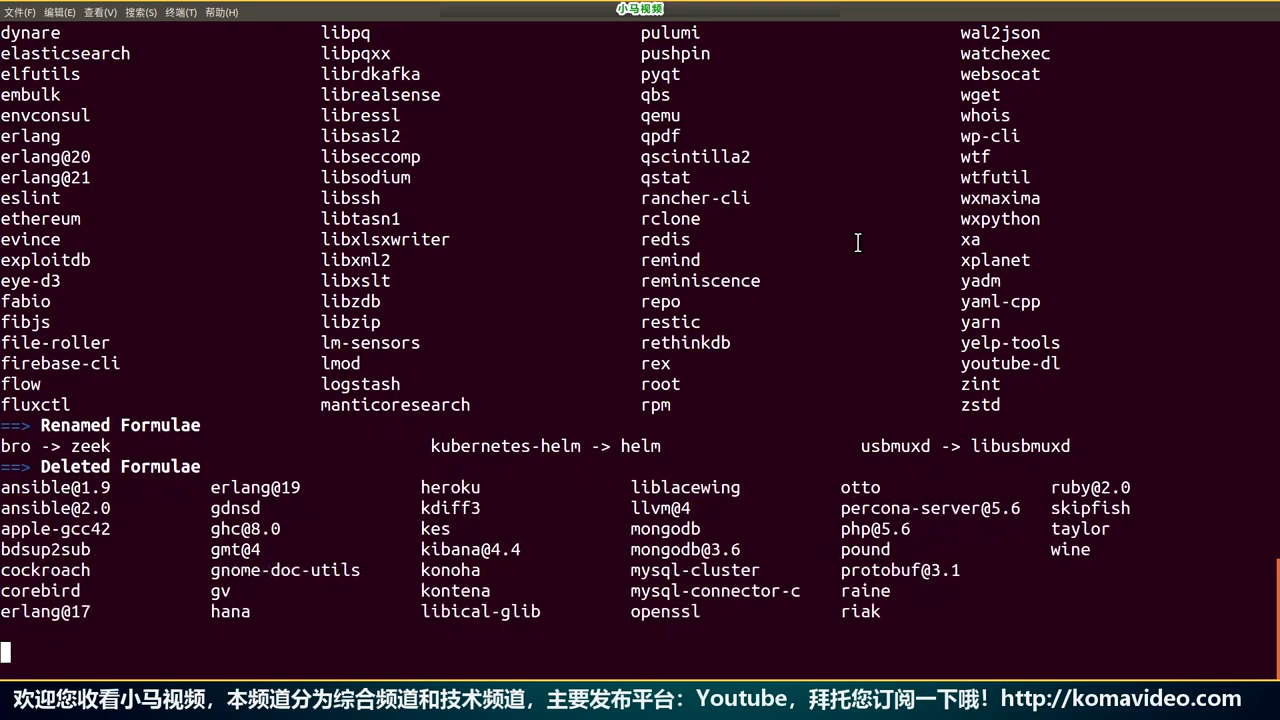 小马视频
文件(F) 编辑(E) 查看(V) 搜索(S) 终端(T) 帮助(H)
dynare libpq pulumi wal2json
elasticsearch libpqxx pushpin watchexec
elfutils librdkafka pyqt websocat
embulk librealsense qbs wget
envconsul libressl qemu whois
erlang libsasl2 qpdf wp-cli
erlang@20 libseccomp qscintilla2 wtf
erlang@21 libsodium qstat wtfutil
eslint libssh rancher-cli wxmaxima
ethereum libtasn1 rclone wxpython
evince libxlsxwriter redis xa
exploitdb libxml2 remind xplanet
eye-d3 libxslt reminiscence yadm
fabio libzdb repo yaml-cpp
fibjs libzip restic yarn
file-roller lm-sensors rethinkdb yelp-tools
firebase-cli lmod rex youtube-dl
flow logstash root zint
fluxctl manticoresearch rpm zstd
==> Renamed Formulae
bro -> zeek kubernetes-helm -> helm usbmuxd -> libusbmuxd
==> Deleted Formulae
ansible@1.9 erlang@19 heroku liblacewing otto ruby@2.0
ansible@2.0 gdnsd kdiff3 llvm@4 percona-server@5.6 skipfish
apple-gcc42 ghc@8.0 kes mongodb php@5.6 taylor
bdsup2sub gmt@4 kibana@4.4 mongodb@3.6 pound wine
cockroach gnome-doc-utils konoha mysql-cluster protobuf@3.1
corebird gv kontena mysql-connector-c raine
erlang@17 hana libical-glib openssl riak
欢迎您收看小马视频，本频道分为综合频道和技术频道，主要发布平台：Youtube，拜托您订阅一下哦！http://komavideo.com